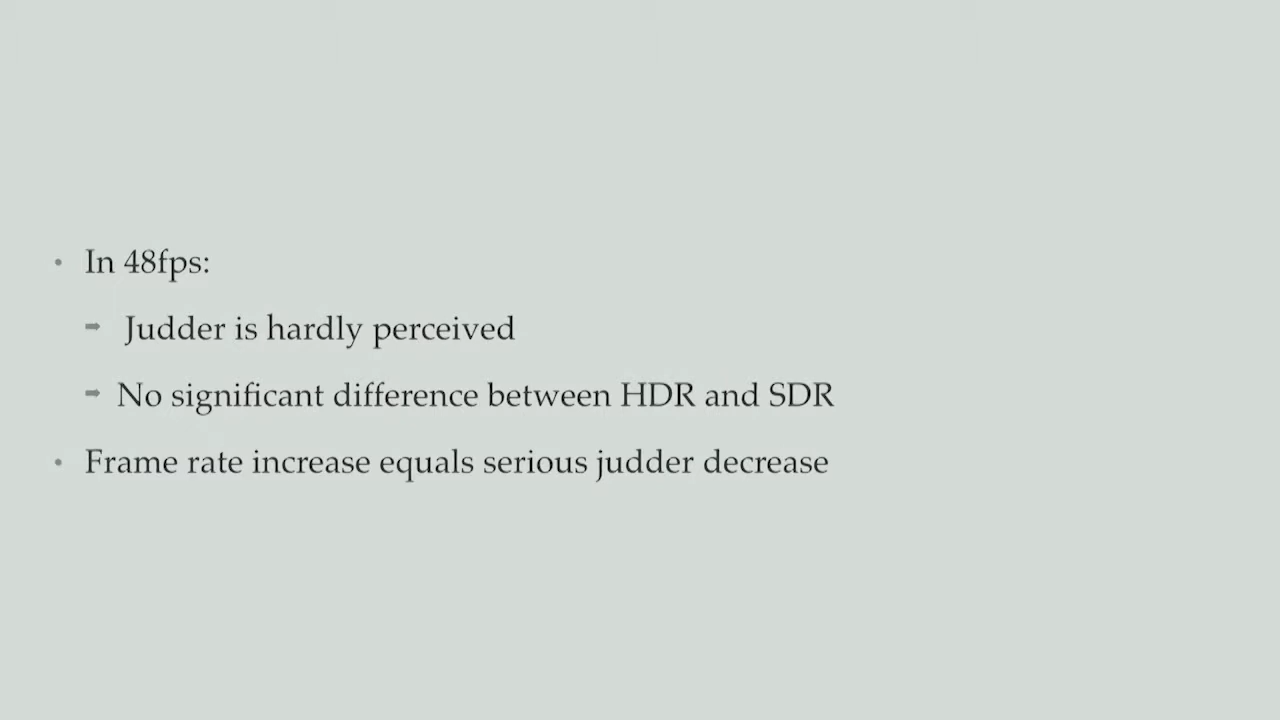 • In 48fps:
➡ Judder is hardly perceived
➡ No significant difference between HDR and SDR
• Frame rate increase equals serious judder decrease